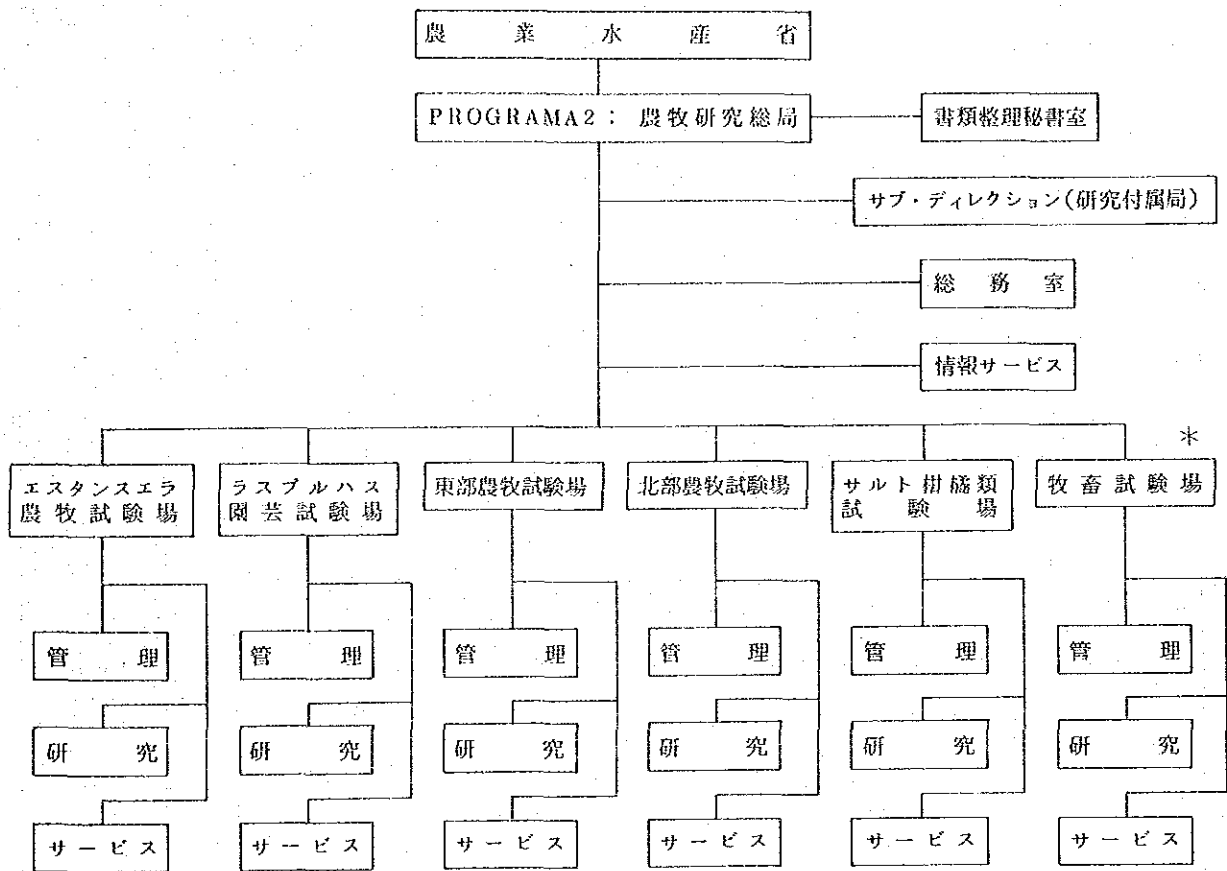 農業水産省
PROGRAMA2: 農牧研究総局
書類整理秘書室
サブ・ディレクション(研究付属局)
総務室
情報サービス
*
エスタンスエラ
農牧試験場
ラスブルハス
園芸試験場
東部農牧試験場
北部農牧試験場
サルト柑橘類
試験場
牧畜試験場
管理
管理
管理
管理
管理
管理
研究
研究
研究
研究
研究
研究
サービス
サービス
サービス
サービス
サービス
サービス